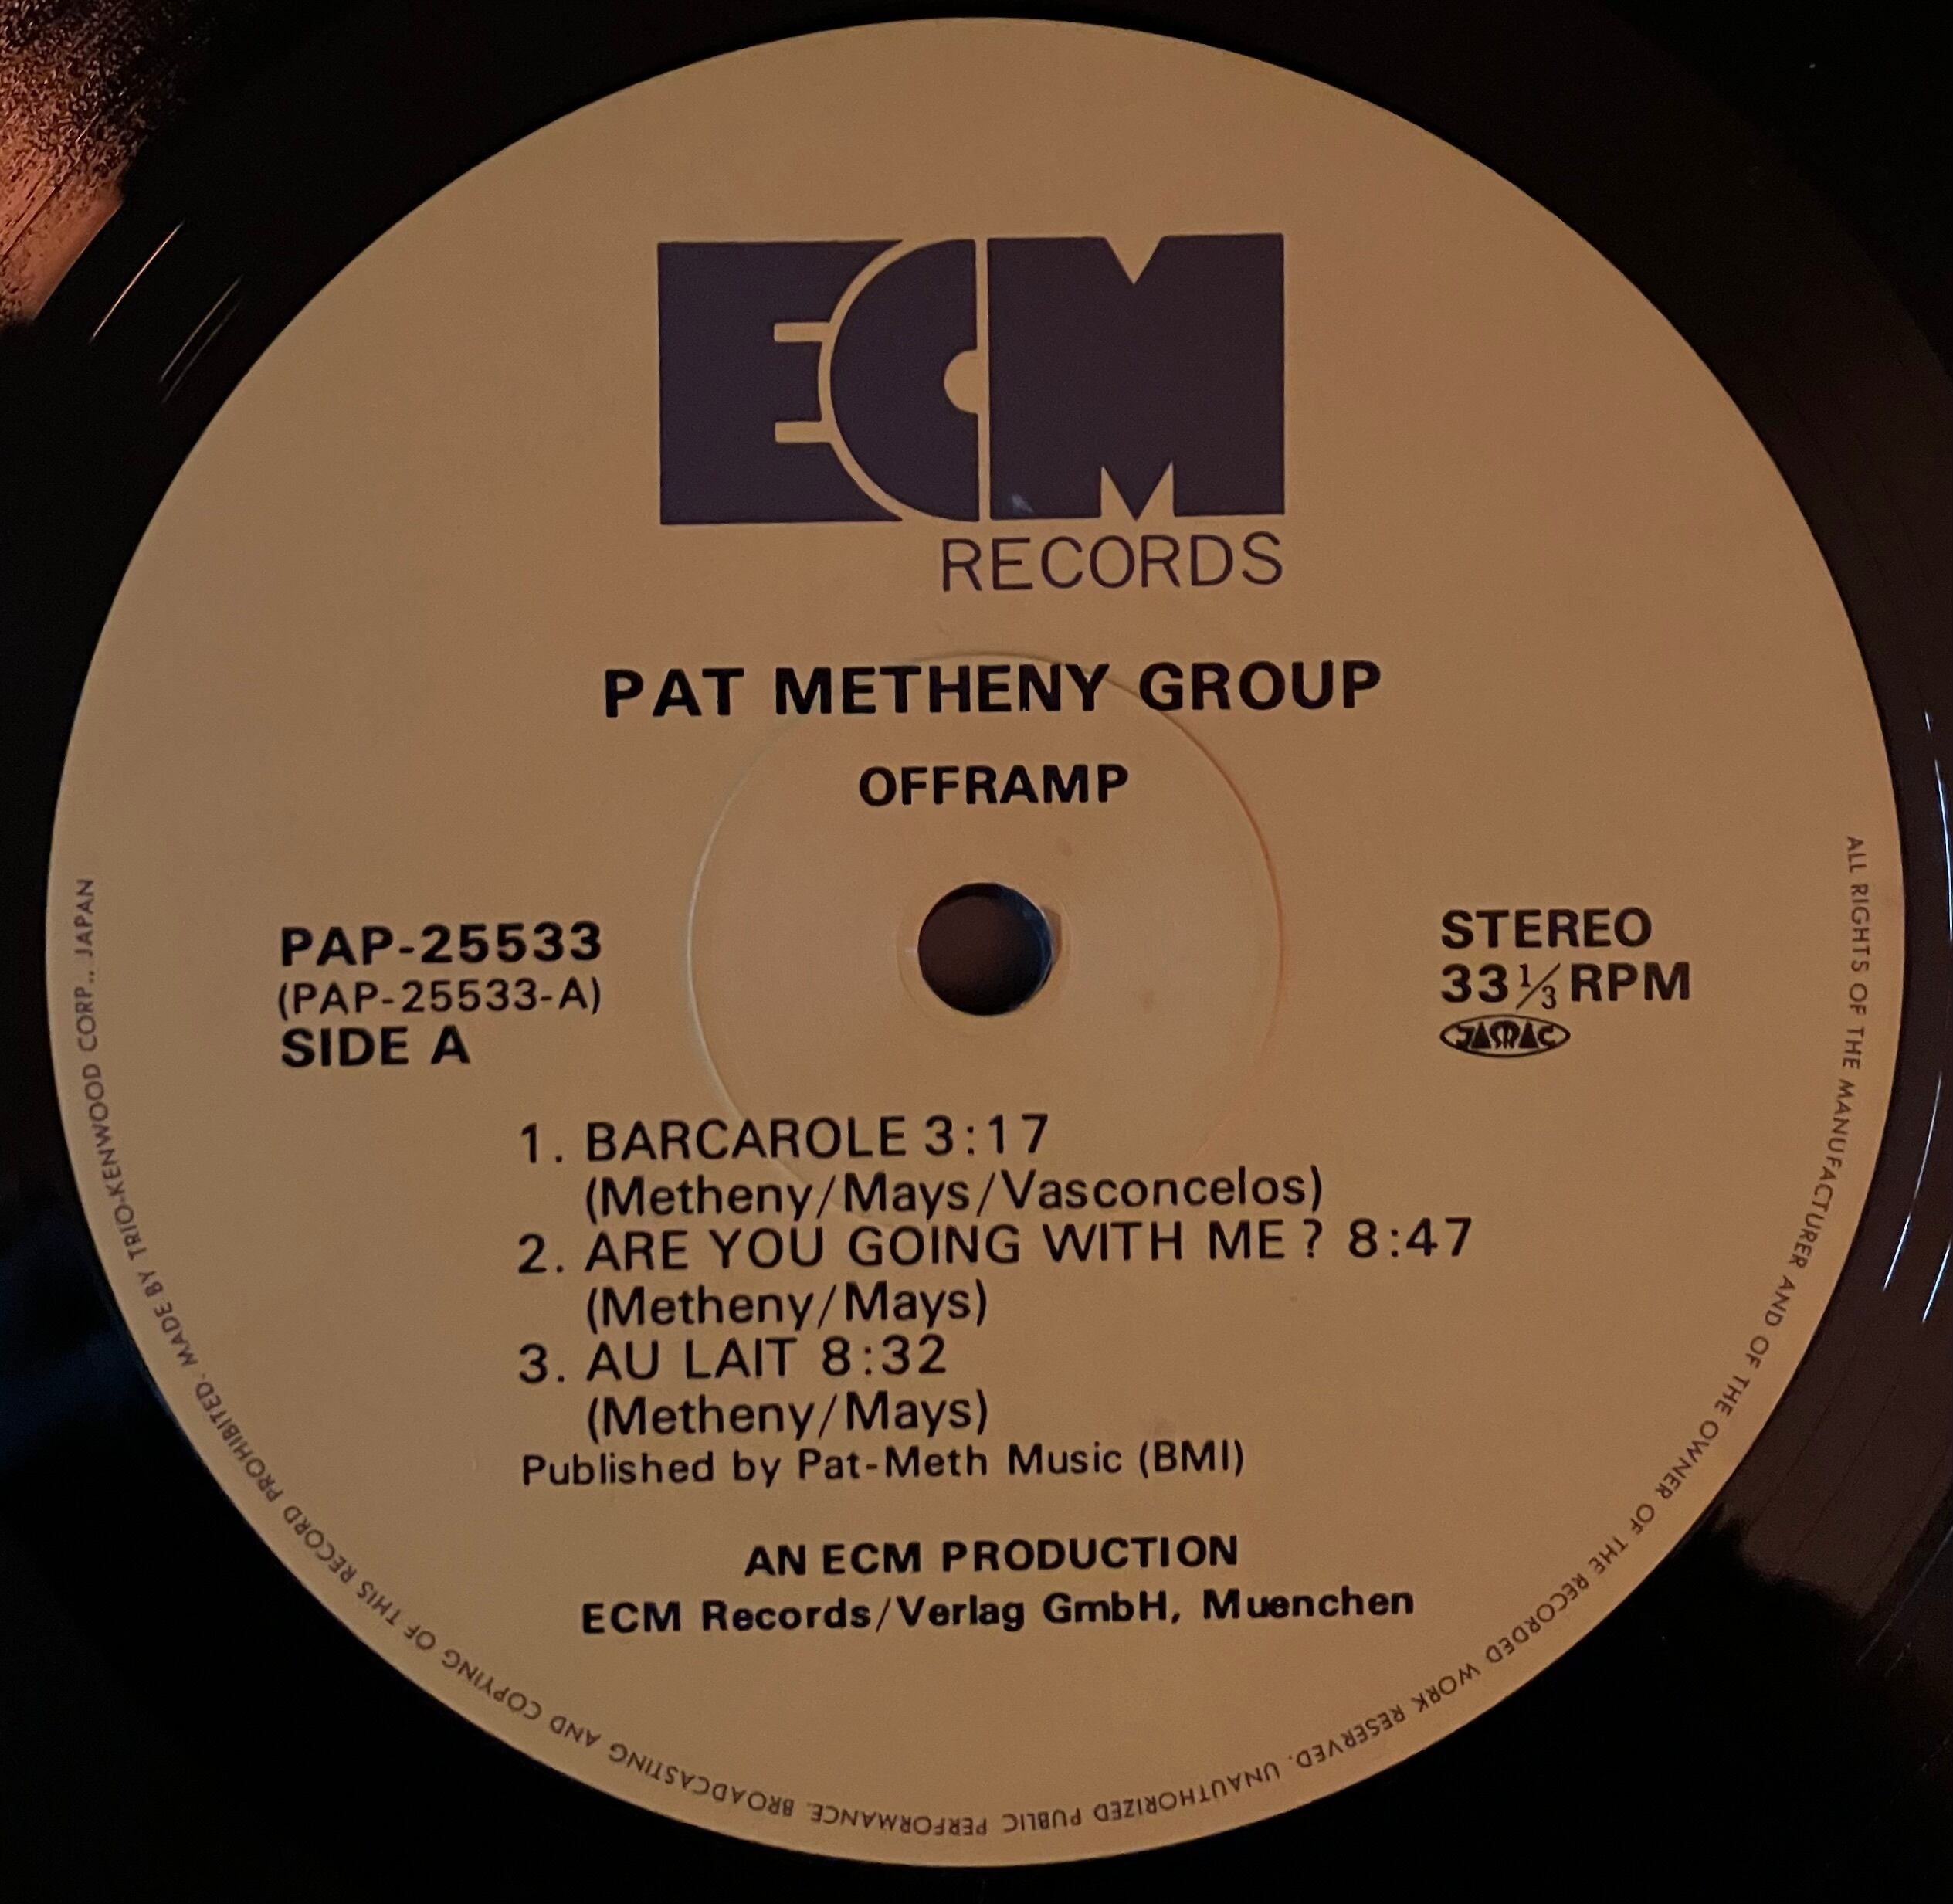 ECM
RECORDS
PAT METHENY GROUP
OFFRAMP
PAP-25533
(PAP-25533-A)
SIDE A
STEREO
33 1/3 RPM
JASRAC
1. BARCAROLE 3:17
(Metheny/Mays/Vasconcelos)
2. ARE YOU GOING WITH ME? 8:47
(Metheny/Mays)
3. AU LAIT 8:32
(Metheny/Mays)
Published by Pat-Meth Music (BMI)
AN ECM PRODUCTION
ECM Records/Verlag GmbH, Muenchen
ALL RIGHTS OF THE MANUFACTURER AND OF THE OWNER OF THE RECORDED WORK RESERVED. UNAUTHORIZED PUBLIC PERFORMANCE. BROADCASTING AND COPYING OF THIS RECORD PROHIBITED. MADE BY TRIO-KENWOOD CORP., JAPAN